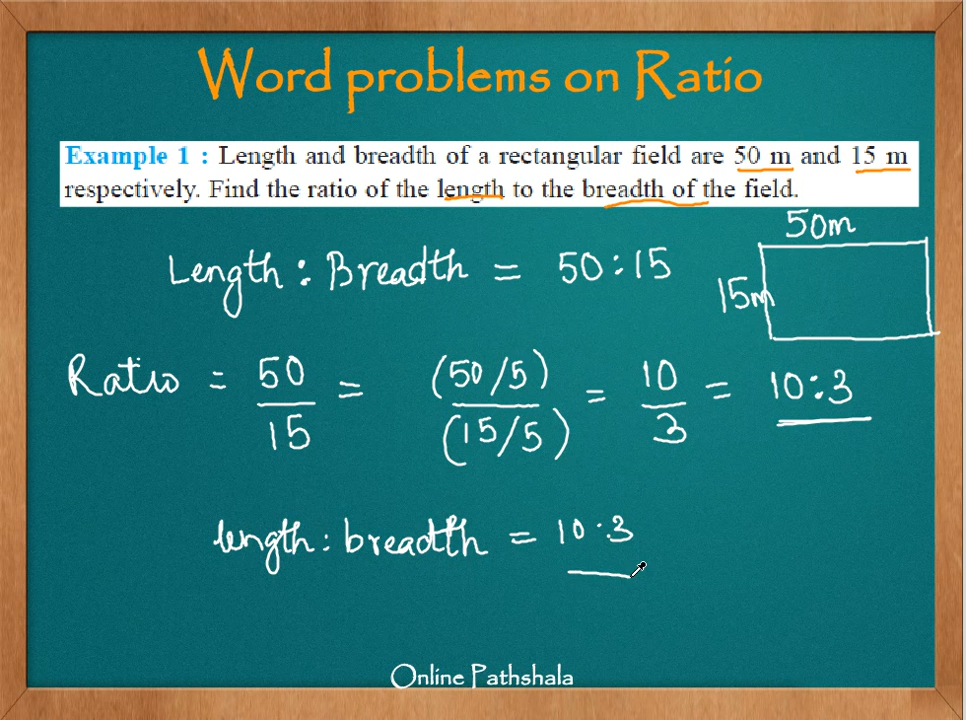 Word problems on Ratio
Example 1 : Length and breadth of a rectangular field are 50 m and 15 m
respectively. Find the ratio of the length to the breadth of the field.
50m
Length : Breadth = 50:15
15m
Ratio = 50/15 = (50/5)/(15/5) = 10/3 = 10:3
length : breadth = 10:3
Online Pathshala